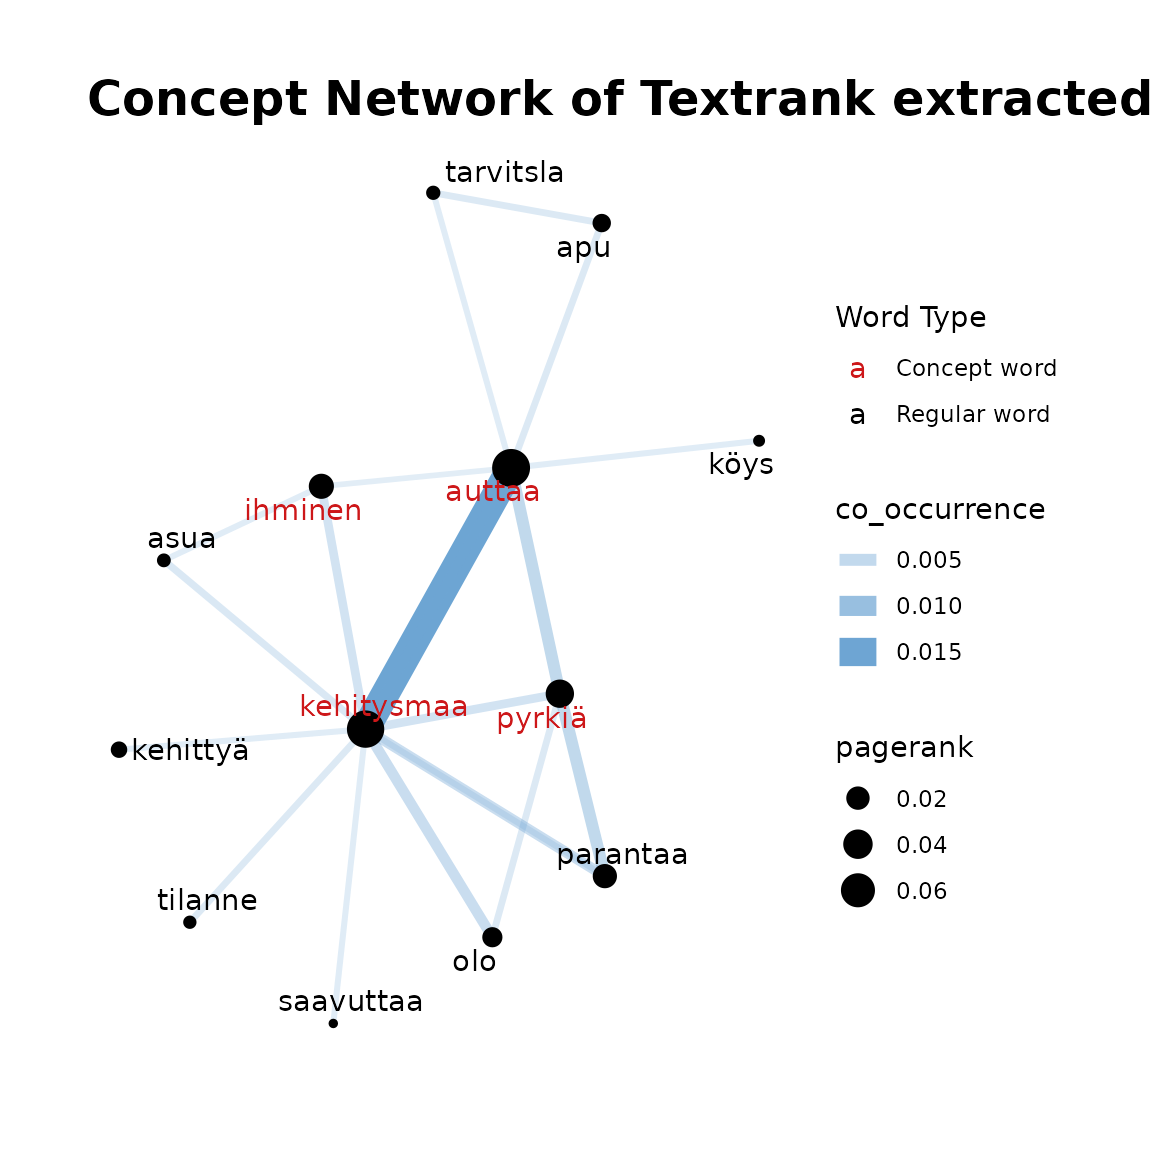 Concept Network of Textrank extracted
tarvitsla
apu
köys
auttaa
ihminen
asua
kehitysmaa
pyrkiä
kehittyä
parantaa
tilanne
olo
saavuttaa
Word Type
a Concept word
a Regular word
co_occurrence
0.005
0.010
0.015
pagerank
0.02
0.04
0.06